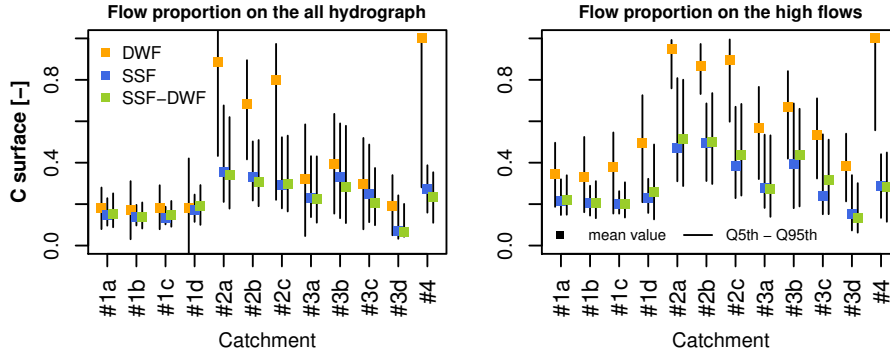 Flow proportion on the all hydrograph
C surface [−]
0.0
0.4
0.8
DWF
SSF
SSF−DWF
#1a
#1b
#1c
#1d
#2a
#2b
#2c
#3a
#3b
#3c
#3d
#4
Catchment
Flow proportion on the high flows
0.0
0.4
0.8
mean value
Q5th − Q95th
#1a
#1b
#1c
#1d
#2a
#2b
#2c
#3a
#3b
#3c
#3d
#4
Catchment